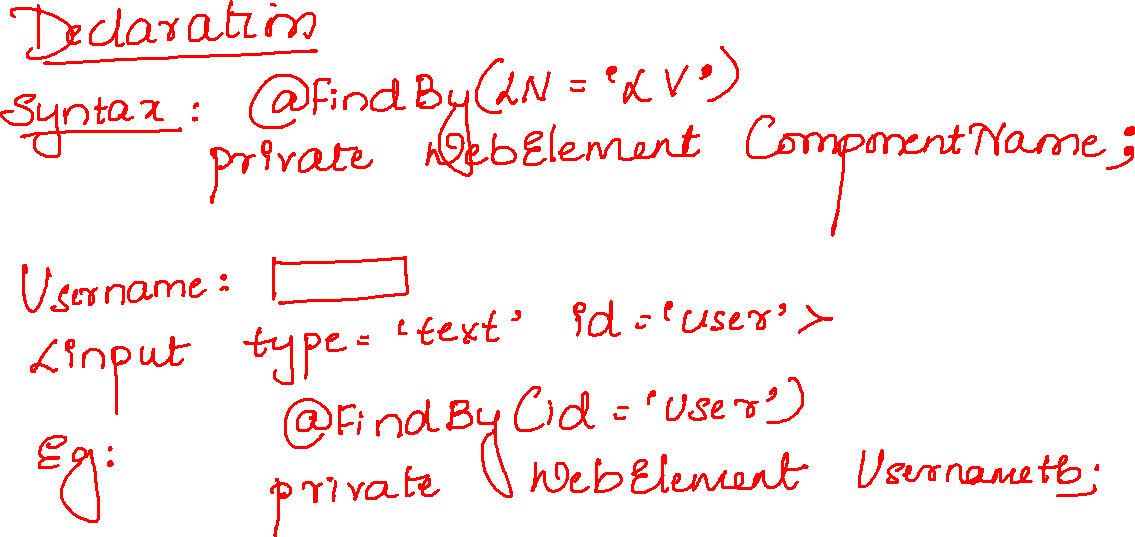 Declaration
Syntax : @FindBy(LN = 'LV')
private WebElement ComponentName;
Username :
<input type = 'text' id = 'user'>
@FindBy(id = 'user')
Eg:
private WebElement Usernametb;